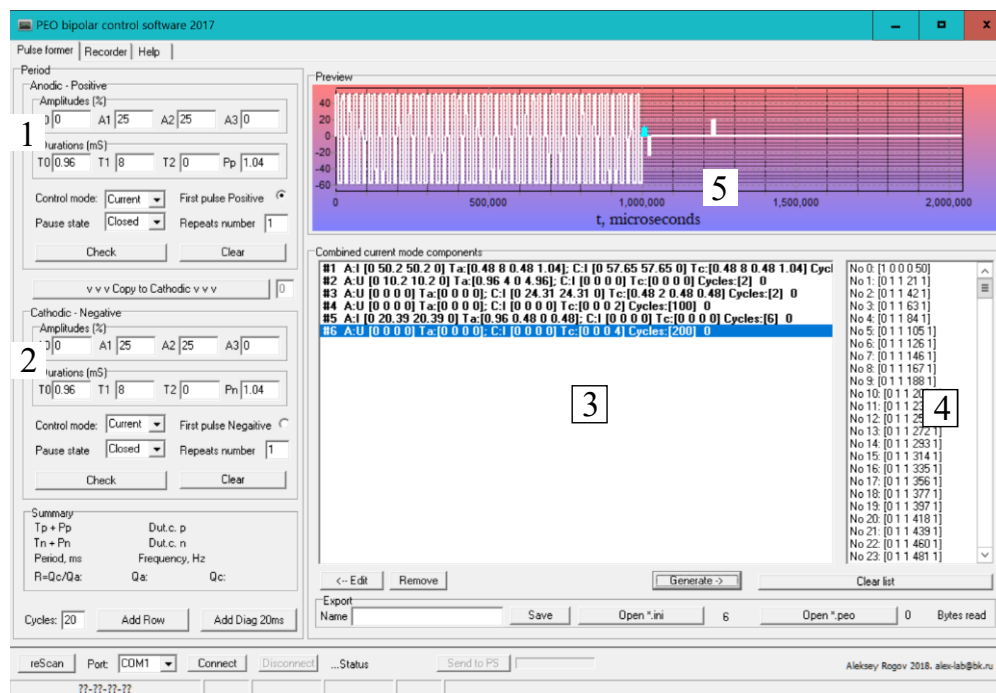 PEO bipolar control software 2017
Pulse former Recorder Help
Period
Anodic - Positive
Amplitudes (%)
0 A1 25 A2 25 A3 0
1
Durations (mS)
T0 0.96 T1 8 T2 0 Pp 1.04
Control mode: Current First pulse Positive
Pause state Closed Repeats number 1
Check Clear
v v v Copy to Cathodic v v v 0
Cathodic - Negative
Amplitudes (%)
0 A1 25 A2 25 A3 0
2
Durations (mS)
T0 0.96 T1 8 T2 0 Pn 1.04
Control mode: Current First pulse Negaitive
Pause state Closed Repeats number 1
Check Clear
Summary
Tp + Pp Dut.c. p
Tn + Pn Dut.c. n
Period, ms Frequency, Hz
R=Qc/Qa: Qa: Qc:
Cycles: 20 Add Row Add Diag 20ms
Preview
40
20
0
-20
-40
-60
0 500,000 1,000,000 1,500,000 2,000,000
t, microseconds
5
Combined current mode components
#1 A:I [0 50.2 50.2 0] Ta:[0.48 8 0.48 1.04]; C:I [0 57.65 57.65 0] Tc:[0.48 8 0.48 1.04] Cycl
#2 A:U [0 10.2 10.2 0] Ta:[0.96 4 0 4.96]; C:I [0 0 0 0] Tc:[0 0 0 0] Cycles:[2] 0
#3 A:U [0 0 0 0] Ta:[0 0 0 0]; C:I [0 24.31 24.31 0] Tc:[0.48 2 0.48 0.48] Cycles:[2] 0
#4 A:U [0 0 0 0] Ta:[0 0 0 0]; C:I [0 0 0 0] Tc:[0 0 0 2] Cycles:[100] 0
#5 A:I [0 20.39 20.39 0] Ta:[0.96 0.48 0 0.48]; C:I [0 0 0 0] Tc:[0 0 0 0] Cycles:[6] 0
#6 A:U [0 0 0 0] Ta:[0 0 0 0]; C:I [0 0 0 0] Tc:[0 0 0 4] Cycles:[200] 0
3
No 0: [1 0 0 0 50]
No 1: [0 1 1 21 1]
No 2: [0 1 1 42 1]
No 3: [0 1 1 63 1]
No 4: [0 1 1 84 1]
No 5: [0 1 1 105 1]
No 6: [0 1 1 126 1]
No 7: [0 1 1 146 1]
No 8: [0 1 1 167 1]
No 9: [0 1 1 188 1]
No 10: [0 1 1 20
No 11: [0 1 1 23
No 12: [0 1 1 25
No 13: [0 1 1 272 1]
No 14: [0 1 1 293 1]
No 15: [0 1 1 314 1]
No 16: [0 1 1 335 1]
No 17: [0 1 1 356 1]
No 18: [0 1 1 377 1]
No 19: [0 1 1 397 1]
No 20: [0 1 1 418 1]
No 21: [0 1 1 439 1]
No 22: [0 1 1 460 1]
No 23: [0 1 1 481 1]
4
<-- Edit Remove Generate -> Clear list
Export
Name Save Open *.ini 6 Open *.peo 0 Bytes read
reScan Port: COM1 Connect Disconnect ...Status Send to PS
Aleksey Rogov 2018. alex-lab@bk.ru
??-??-??-??